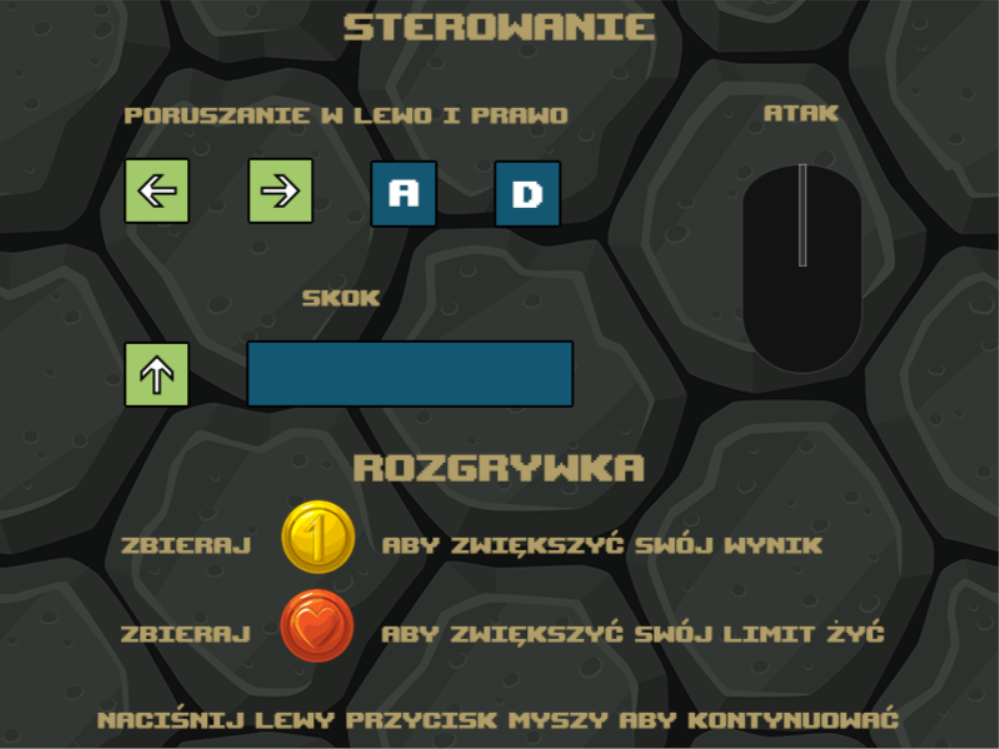 STEROWANIE
PORUSZANIE W LEWO I PRAWO
ATAK
A D
SKOK
ROZGRYWKA
ZBIERAJ 1 ABY ZWIĘKSZYĆ SWÓJ WYNIK
ZBIERAJ ABY ZWIĘKSZYĆ SWÓJ LIMIT ŻYĆ
NACIŚNIJ LEWY PRZYCISK MYSZY ABY KONTYNUOWAĆ